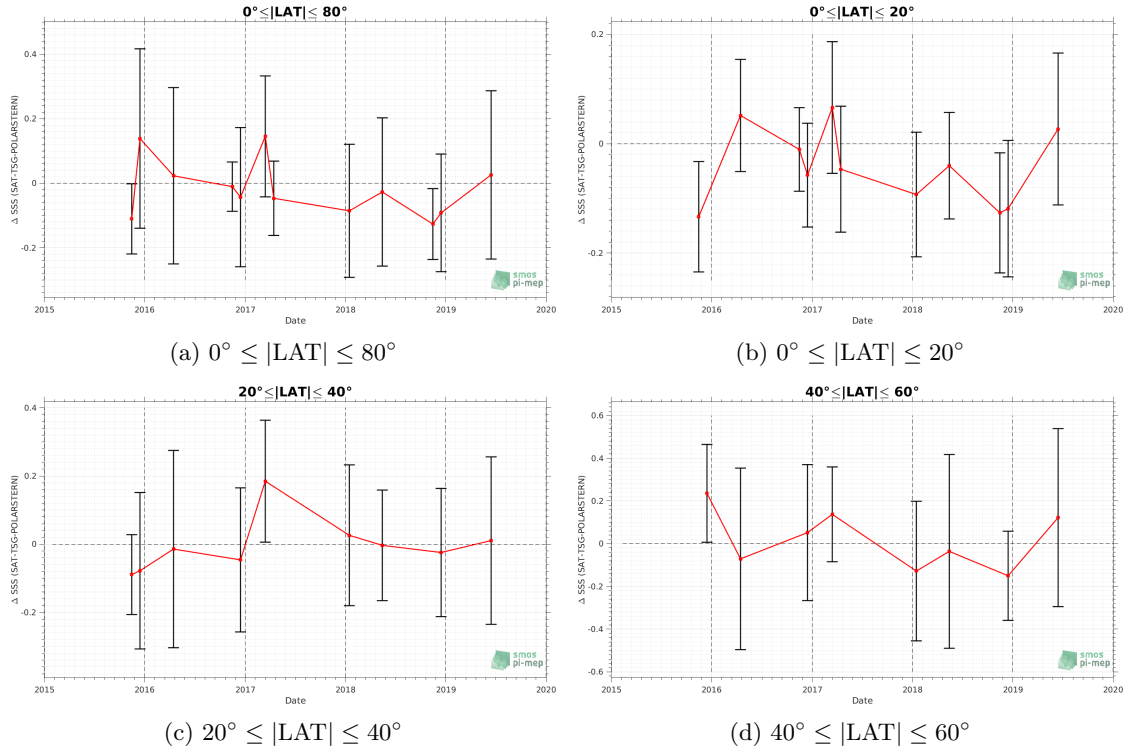 0°≤|LAT|≤ 80°
Δ SSS (SAT-TSG-POLARSTERN)
0.4
0.2
0
-0.2
2015 2016 2017 2018 2019 2020
Date
smos
pi-mep
(a) 0° ≤ |LAT| ≤ 80°
0°≤|LAT|≤ 20°
Δ SSS (SAT-TSG-POLARSTERN)
0.2
0
-0.2
2015 2016 2017 2018 2019 2020
Date
smos
pi-mep
(b) 0° ≤ |LAT| ≤ 20°
20°≤|LAT|≤ 40°
Δ SSS (SAT-TSG-POLARSTERN)
0.4
0.2
0
-0.2
2015 2016 2017 2018 2019 2020
Date
smos
pi-mep
(c) 20° ≤ |LAT| ≤ 40°
40°≤|LAT|≤ 60°
Δ SSS (SAT-TSG-POLARSTERN)
0.6
0.4
0.2
0
-0.2
-0.4
-0.6
2015 2016 2017 2018 2019 2020
Date
smos
pi-mep
(d) 40° ≤ |LAT| ≤ 60°